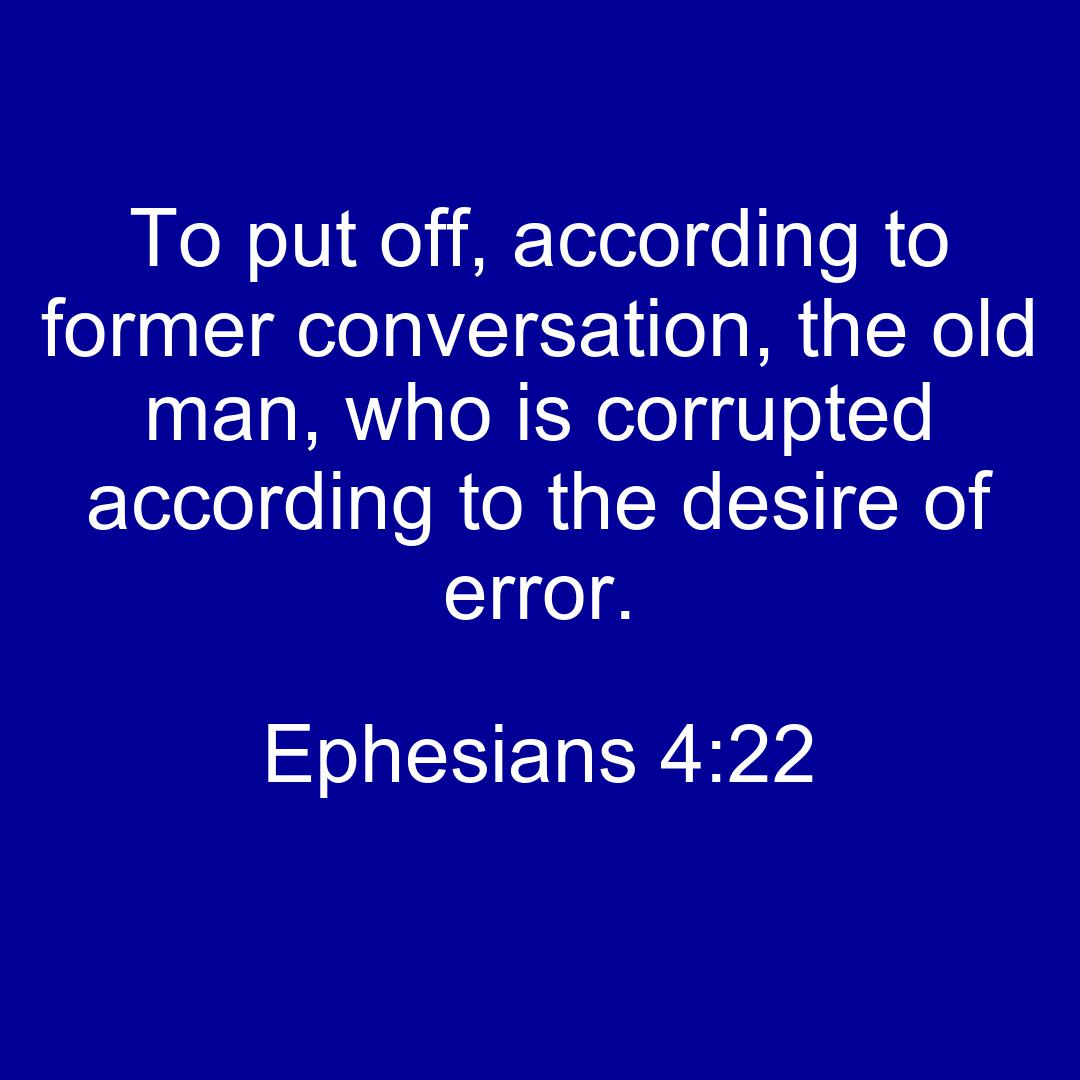 To put off, according to
former conversation, the old
man, who is corrupted
according to the desire of
error.
Ephesians 4:22